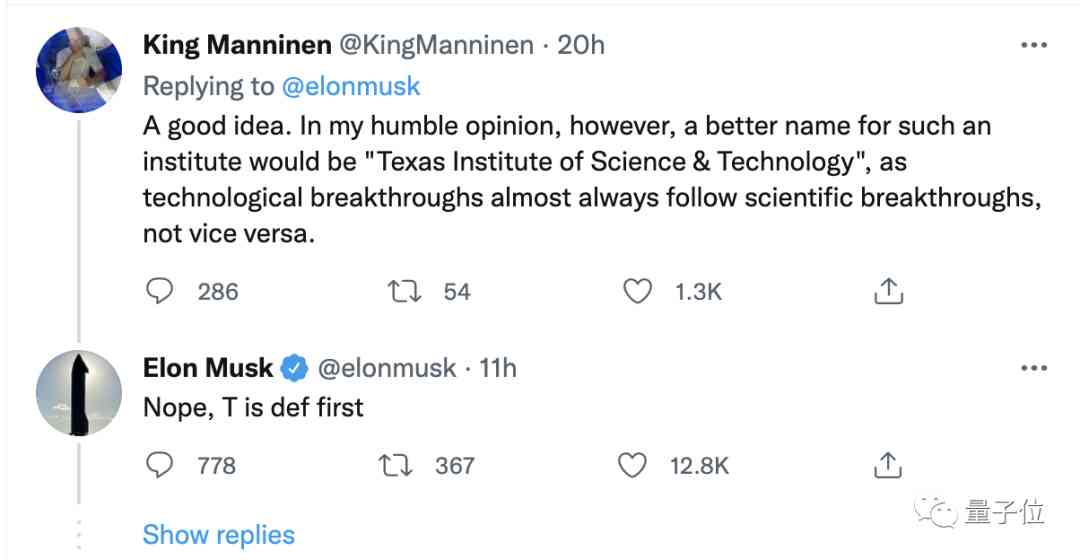 King Manninen @KingManninen · 20h
Replying to @elonmusk
A good idea. In my humble opinion, however, a better name for such an
institute would be "Texas Institute of Science & Technology", as
technological breakthroughs almost always follow scientific breakthroughs,
not vice versa.
286 54 1.3K
Elon Musk @elonmusk · 11h
Nope, T is def first
778 367 12.8K
量子位
Show replies